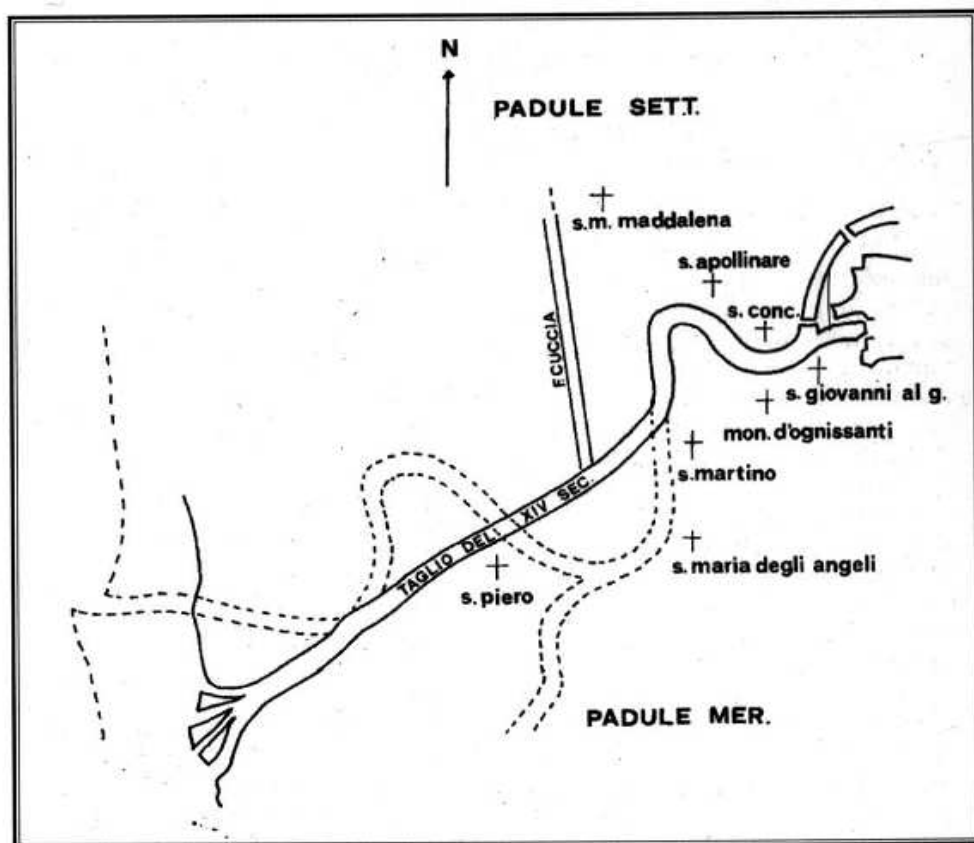 N
PADULE SETT.
s.m. maddalena
s. apollinare
s. conc.
F. CUCCIA
s. giovanni al g.
mon. d'ognissanti
s. martino
TAGLIO DEL XIV SEC.
s. maria degli angeli
s. piero
PADULE MER.